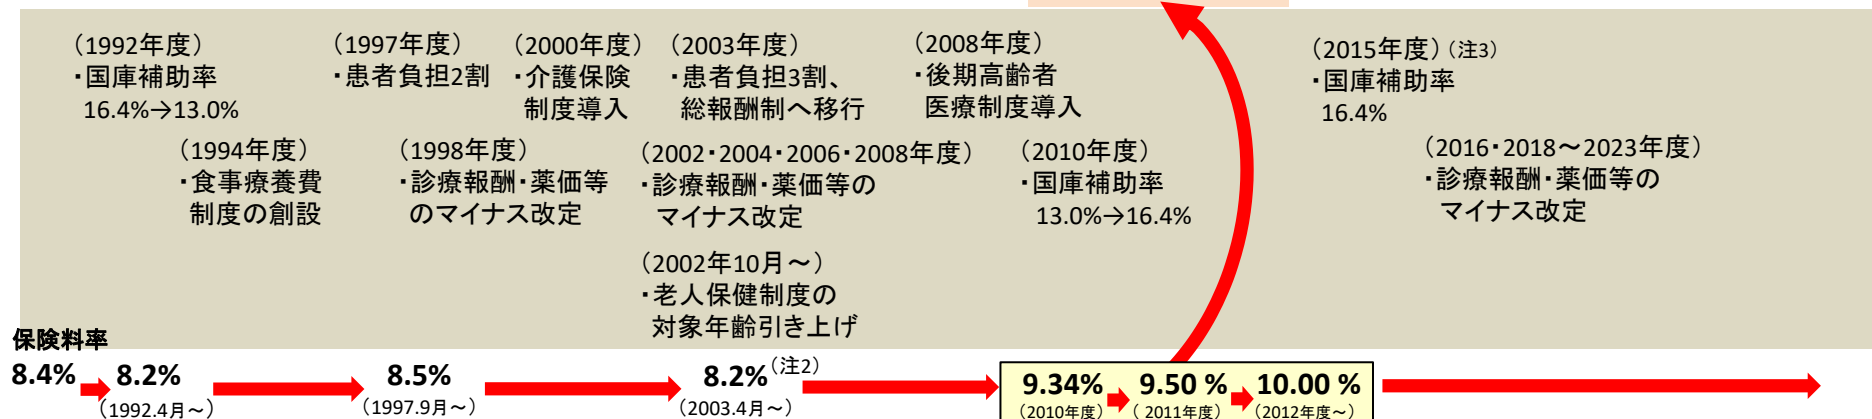 (1992年度)
・国庫補助率
16.4%→13.0%
(1997年度)
・患者負担2割
(2000年度)
・介護保険
制度導入
(2003年度)
・患者負担3割、
総報酬制へ移行
(2008年度)
・後期高齢者
医療制度導入
(2015年度)(注3)
・国庫補助率
16.4%
(1994年度)
・食事療養費
制度の創設
(1998年度)
・診療報酬・薬価等
のマイナス改定
(2002・2004・2006・2008年度)
・診療報酬・薬価等の
マイナス改定
(2010年度)
・国庫補助率
13.0%→16.4%
(2016・2018~2023年度)
・診療報酬・薬価等の
マイナス改定
(2002年10月~)
・老人保健制度の
対象年齢引き上げ
保険料率
8.4%
8.2%
(1992.4月~)
8.5%
(1997.9月~)
8.2%(注2)
(2003.4月~)
9.34%
(2010年度)
9.50 %
( 2011年度)
10.00 %
(2012年度~)